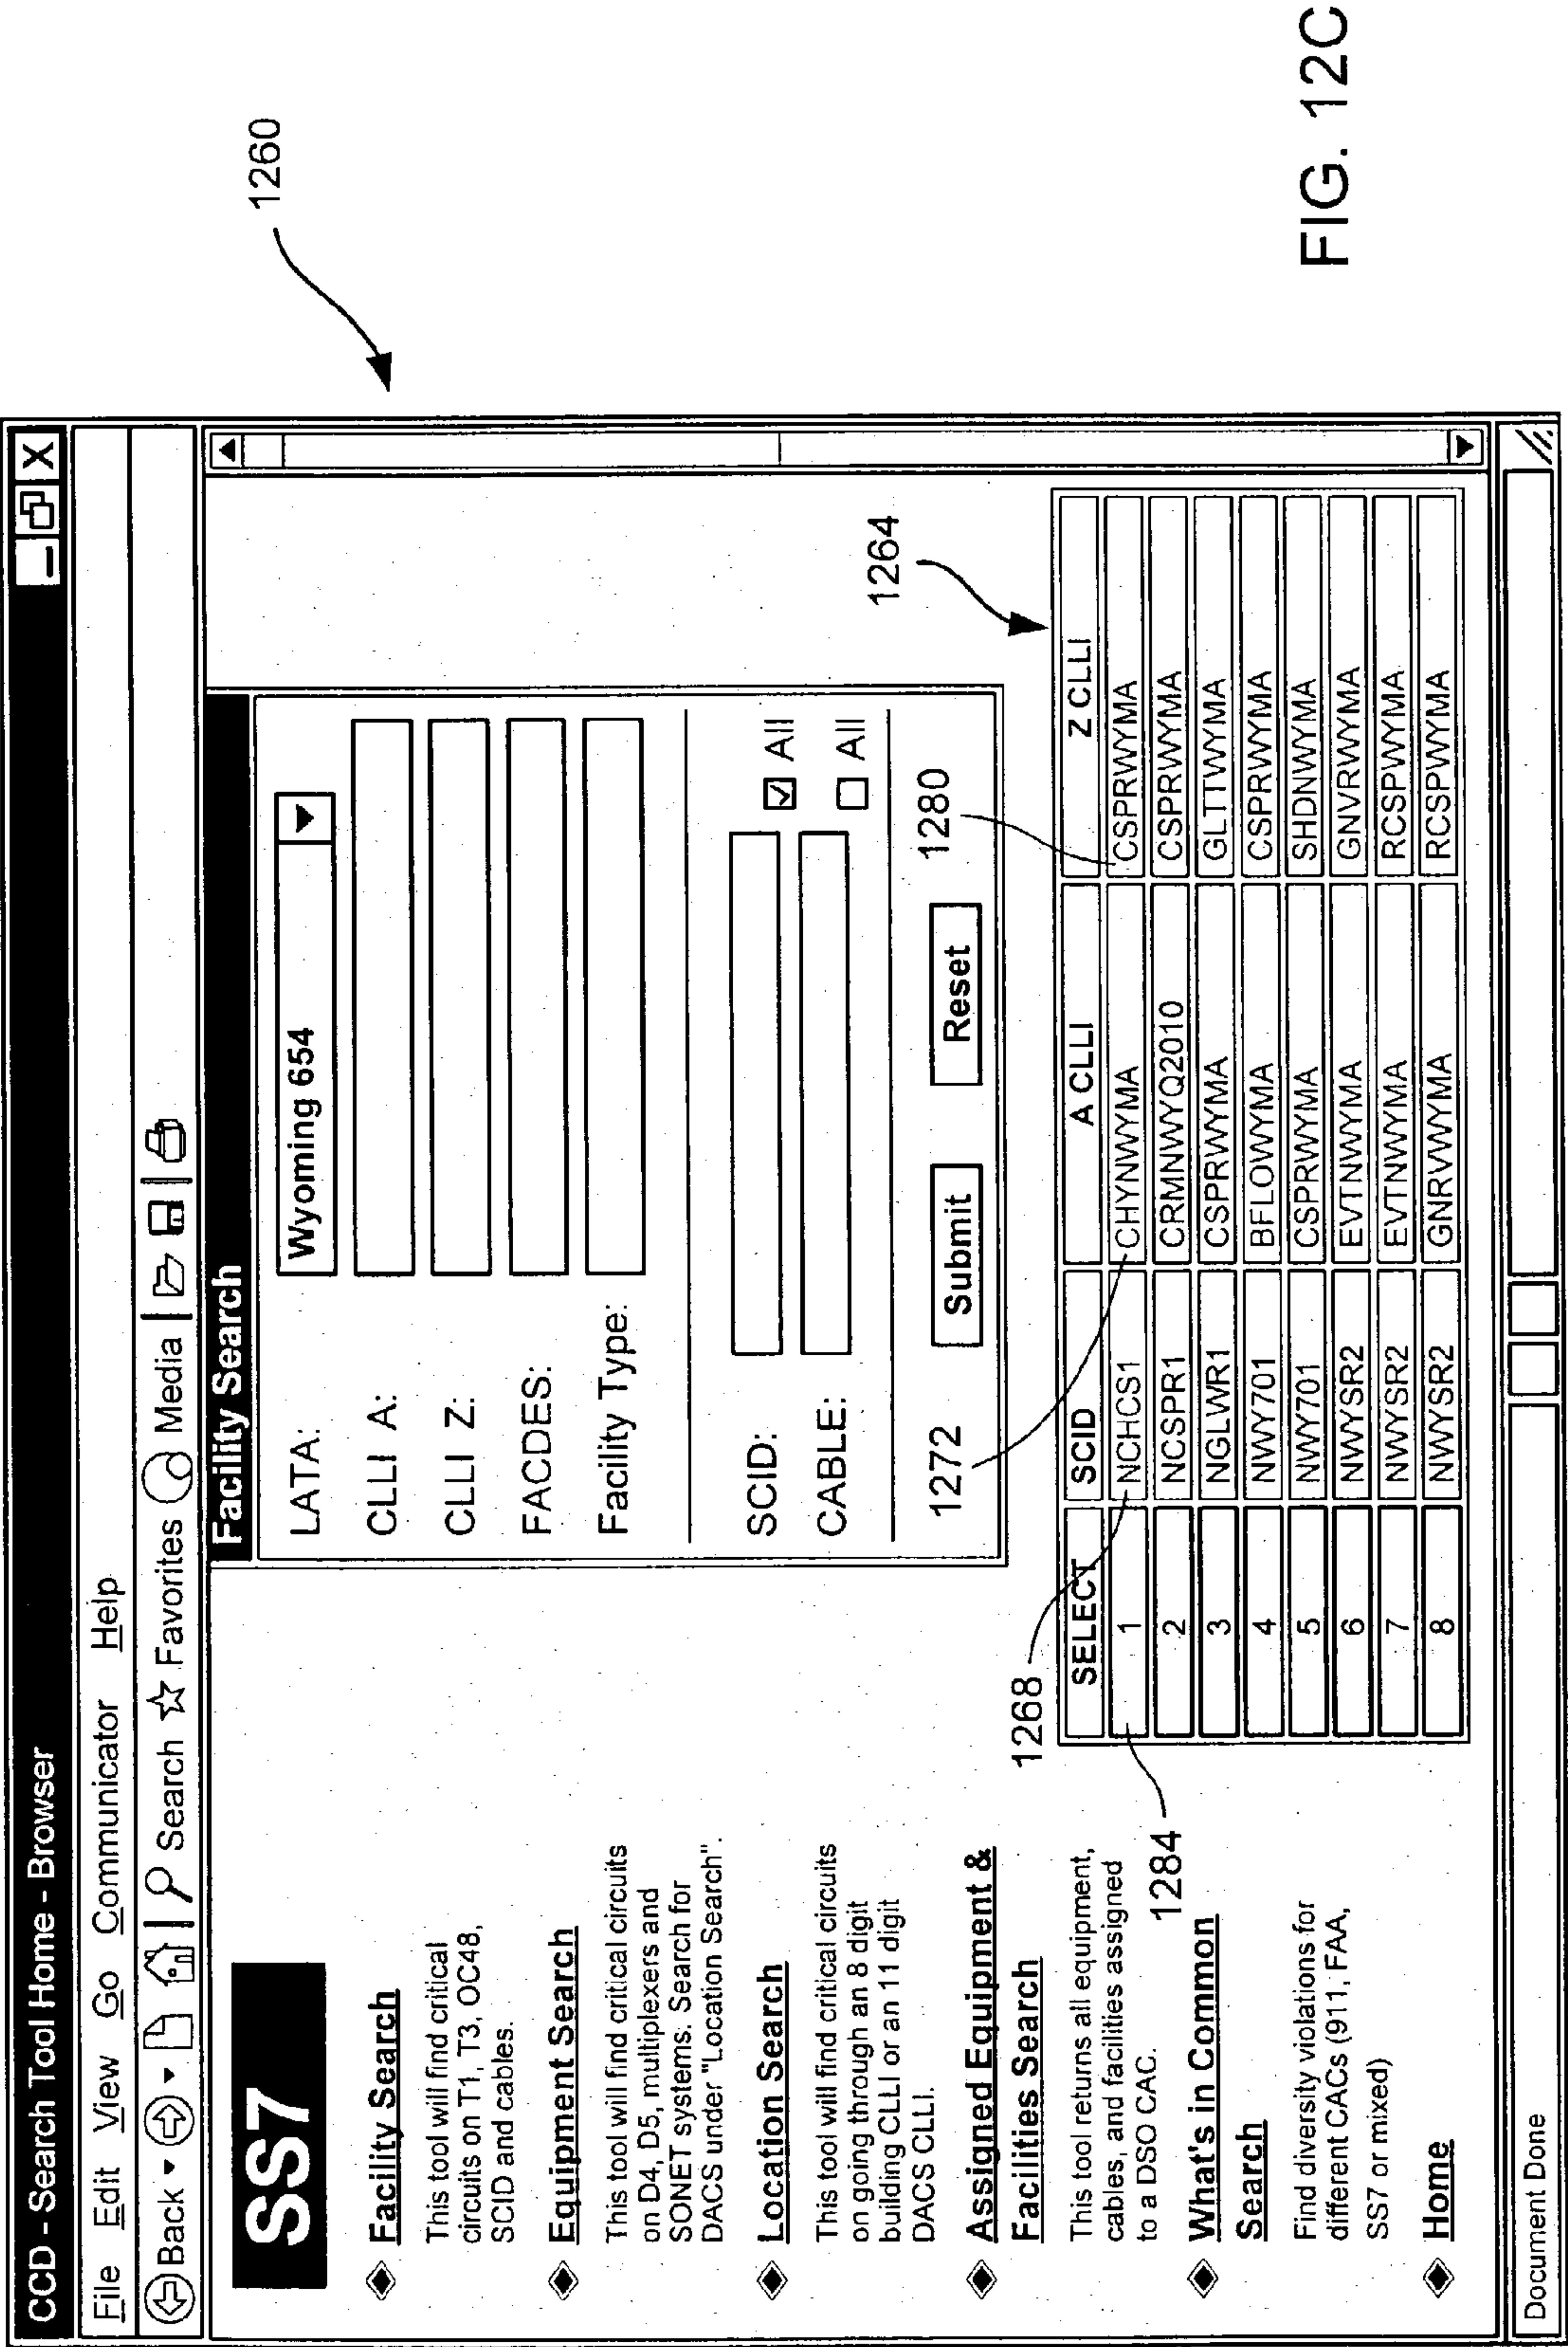 CCD - Search Tool Home - Browser
File Edit View Go Communicator Help
Back Search Favorites Media
SS7
Facility Search
This tool will find critical
circuits on T1, T3, OC48,
SCID and cables.
Equipment Search
This tool will find critical circuits
on D4, D5, multiplexers and
SONET systems. Search for
DACS under "Location Search".
Location Search
This tool will find critical circuits
on going through an 8 digit
building CLLI or an 11 digit
DACS CLLI.
Assigned Equipment &
Facilities Search
This tool returns all equipment,
cables, and facilities assigned
to a DSO CAC.
What's in Common
Search
Find diversity violations for
different CACs (911, FAA,
SS7 or mixed)
Home
Facility Search
LATA: Wyoming 654
CLLI A:
CLLI Z:
FACDES:
Facility Type:
SCID: All
CABLE: All
Submit Reset
1272
1280
1268
1284
1264
1260
SELECT SCID A CLLI Z CLLI
1 NCHCS1 CHYNWYMA CSPRWYMA
2 NCSPR1 CRMNWYQ2010 CSPRWYMA
3 NGLWR1 CSPRWYMA GLTTWYMA
4 NWY701 BFLOWYMA CSPRWYMA
5 NWY701 CSPRWYMA SHDNWYMA
6 NWYSR2 EVTNWYMA GNVRWYMA
7 NWYSR2 EVTNWYMA RCSPWYMA
8 NWYSR2 GNRVWYMA RCSPWYMA
Document Done
FIG. 12C